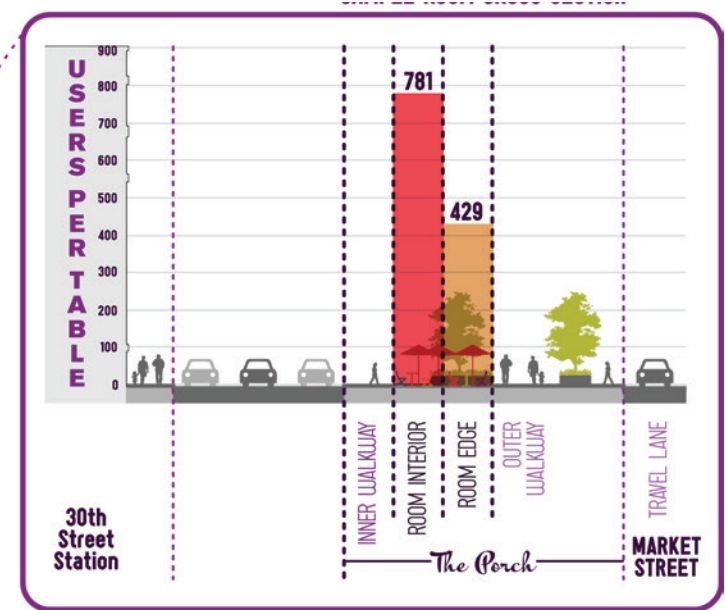 USERS PER TABLE
900
800
700
600
500
400
300
200
100
0
781
429
INNER WALKWAY
ROOM INTERIOR
ROOM EDGE
OUTER
WALKWAY
TRAVEL LANE
30th
Street
Station
The Porch
MARKET
STREET